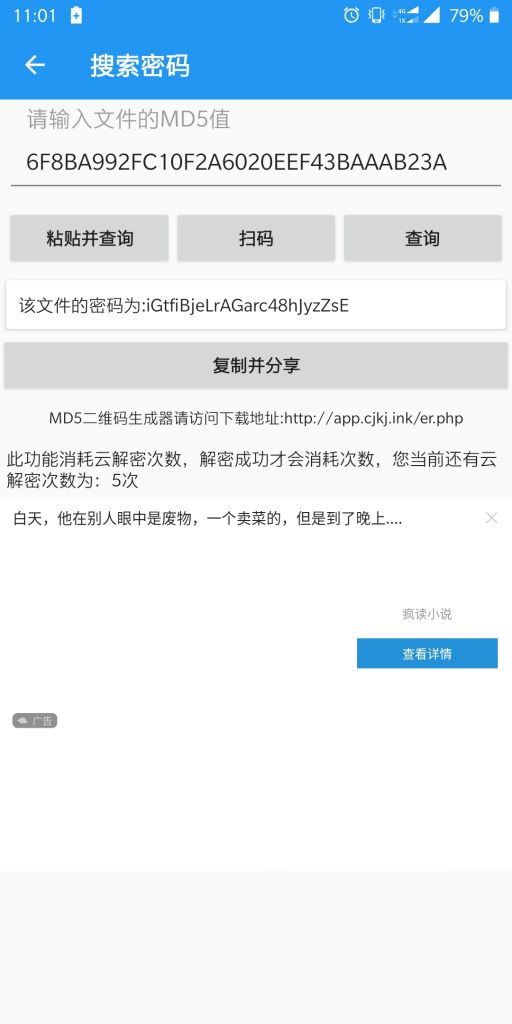 11:01
4G
1X
79%
搜索密码
请输入文件的MD5值
6F8BA992FC10F2A6020EEF43BAAAB23A
粘贴并查询
扫码
查询
该文件的密码为:iGtfiBjeLrAGarc48hJyzZsE
复制并分享
MD5二维码生成器请访问下载地址:http://app.cjkj.ink/er.php
此功能消耗云解密次数，解密成功才会消耗次数，您当前还有云
解密次数为：5次
白天，他在别人眼中是废物，一个卖菜的，但是到了晚上....
疯读小说
查看详情
广告